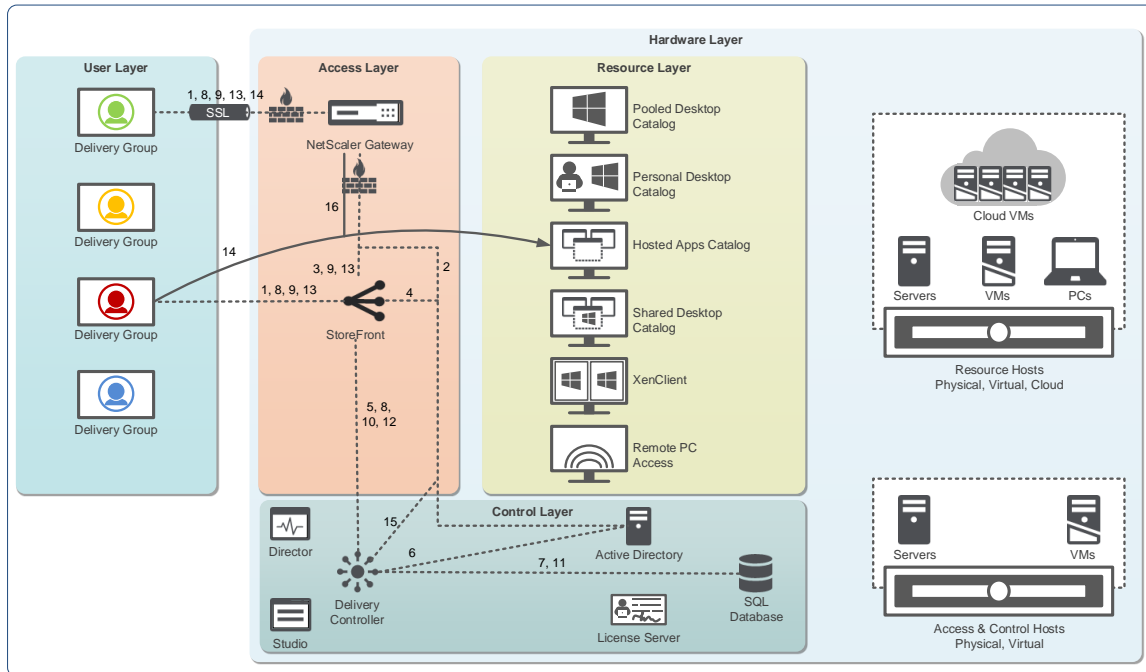 Hardware Layer
User Layer
Access Layer
Resource Layer
1, 8, 9, 13, 14
SSL
Delivery Group
NetScaler Gateway
Pooled Desktop
Catalog
Personal Desktop
Catalog
Cloud VMs
Delivery Group
16
14
Hosted Apps Catalog
2
3, 9, 13
1, 8, 9, 13
4
Servers
VMs
PCs
Delivery Group
StoreFront
Shared Desktop
Catalog
Resource Hosts
Physical, Virtual, Cloud
XenClient
5, 8,
10, 12
Delivery Group
Remote PC
Access
Control Layer
15
Director
6
Active Directory
7, 11
Servers
VMs
Delivery
Controller
SQL
Database
Studio
License Server
Access & Control Hosts
Physical, Virtual